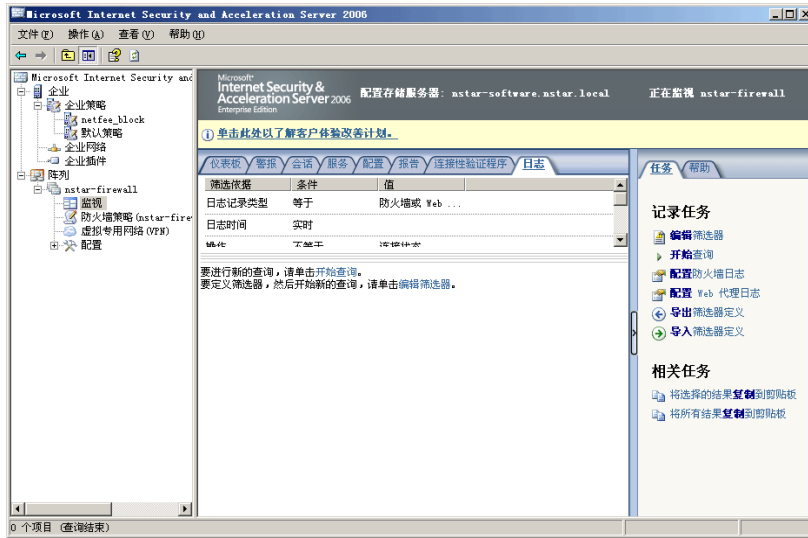 Microsoft Internet Security and Acceleration Server 2006
文件(F) 操作(A) 查看(V) 帮助(H)
Microsoft Internet Security and
企业
企业策略
netfee_block
默认策略
企业网络
企业插件
阵列
nstar-firewall
监视
防火墙策略 (nstar-fire
虚拟专用网络(VPN)
配置
Microsoft
Internet Security &
Acceleration Server 2006
Enterprise Edition
配置存储服务器: nstar-software.nstar.local
正在监视 nstar-firewall
单击此处以了解客户体验改善计划。
仪表板 警报 会话 服务 配置 报告 连接性验证程序 日志
筛选依据 条件 值
日志记录类型 等于 防火墙或 Web ...
日志时间 实时
操作 不等于 连接状态
要进行新的查询，请单击开始查询。
要定义筛选器，然后开始新的查询，请单击编辑筛选器。
任务 帮助
记录任务
编辑筛选器
开始查询
配置防火墙日志
配置 Web 代理日志
导出筛选器定义
导入筛选器定义
相关任务
将选择的结果复制到剪贴板
将所有结果复制到剪贴板
0 个项目 (查询结束)